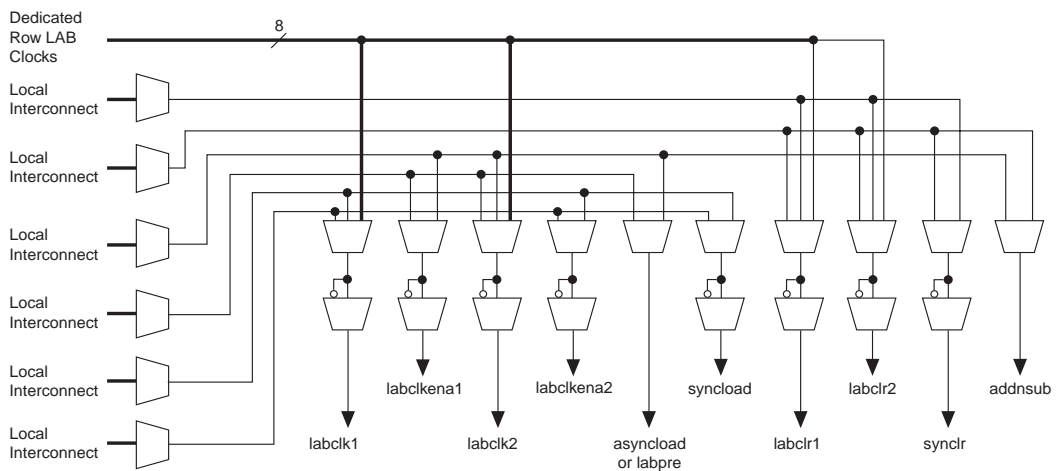 Dedicated
Row LAB
Clocks
8
Local
Interconnect
Local
Interconnect
Local
Interconnect
Local
Interconnect
Local
Interconnect
Local
Interconnect
labclkena1
labclkena2
syncload
labclr2
addnsub
labclk1
labclk2
asyncload
or labpre
labclr1
synclr